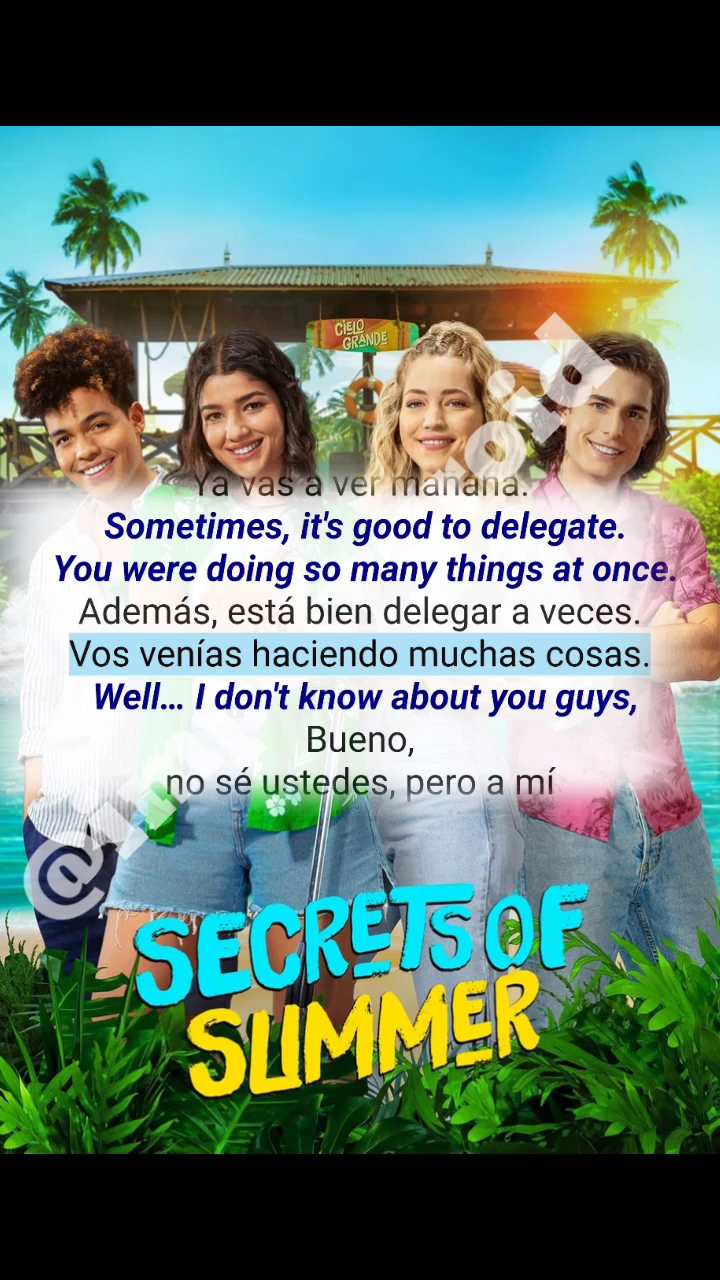 CIELO
GRANDE
Ya vas a ver mañana.
Sometimes, it's good to delegate.
You were doing so many things at once.
Además, está bien delegar a veces.
Vos venías haciendo muchas cosas.
Well... I don't know about you guys,
Bueno,
no sé ustedes, pero a mí
SECRETS OF
SUMMER